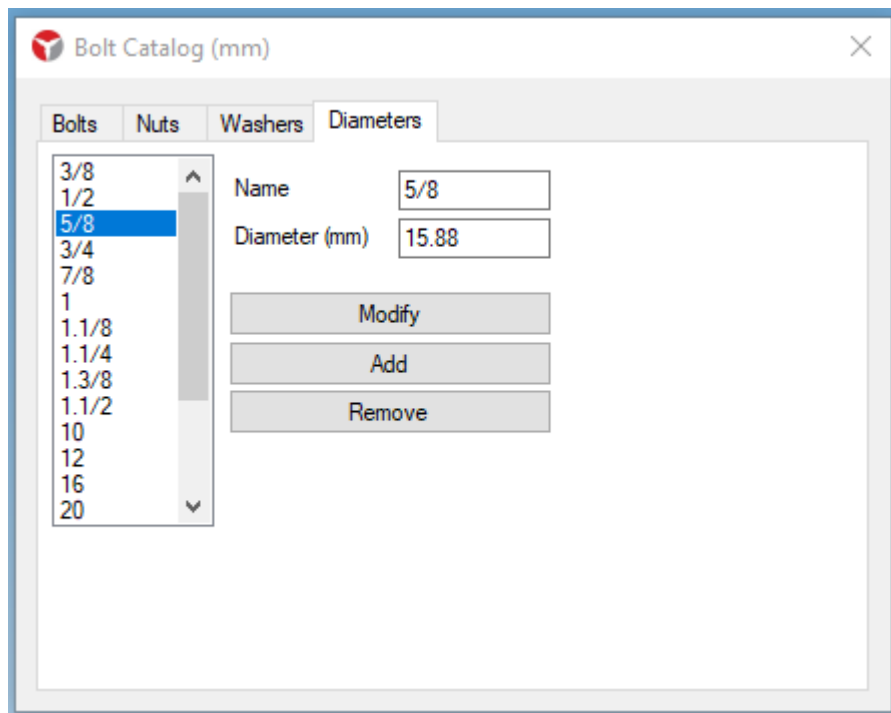 Bolt Catalog (mm)
Bolts Nuts Washers Diameters
3/8
1/2
5/8
3/4
7/8
1
1.1/8
1.1/4
1.3/8
1.1/2
10
12
16
20
Name 5/8
Diameter (mm) 15.88
Modify
Add
Remove